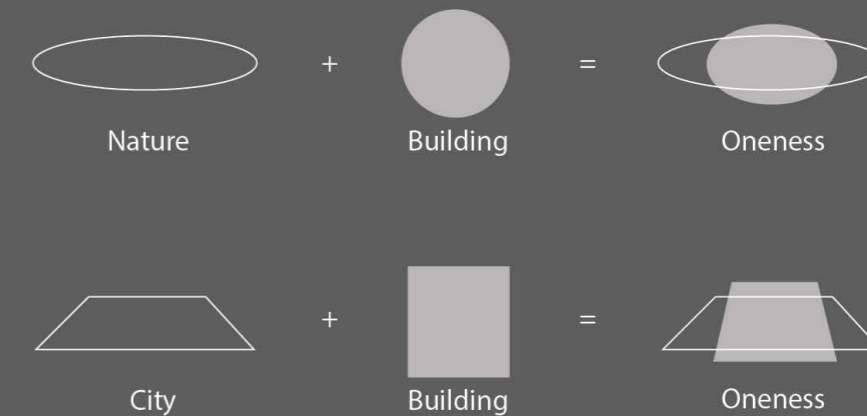 + =
Nature Building Oneness
+ =
City Building Oneness